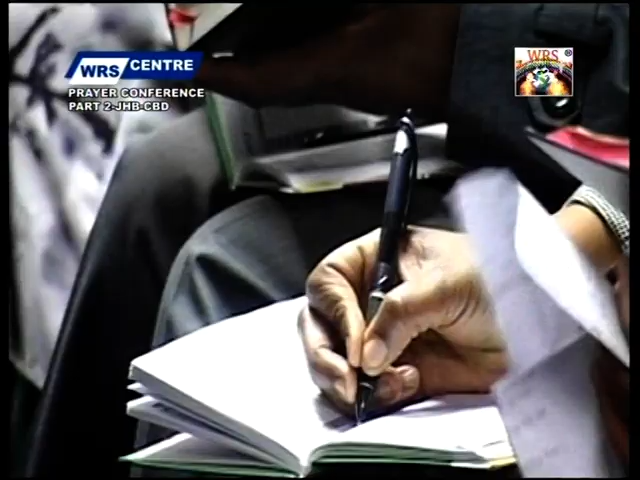 WRS CENTRE
PRAYER CONFERENCE
PART 2-JHB-CBD
WRS